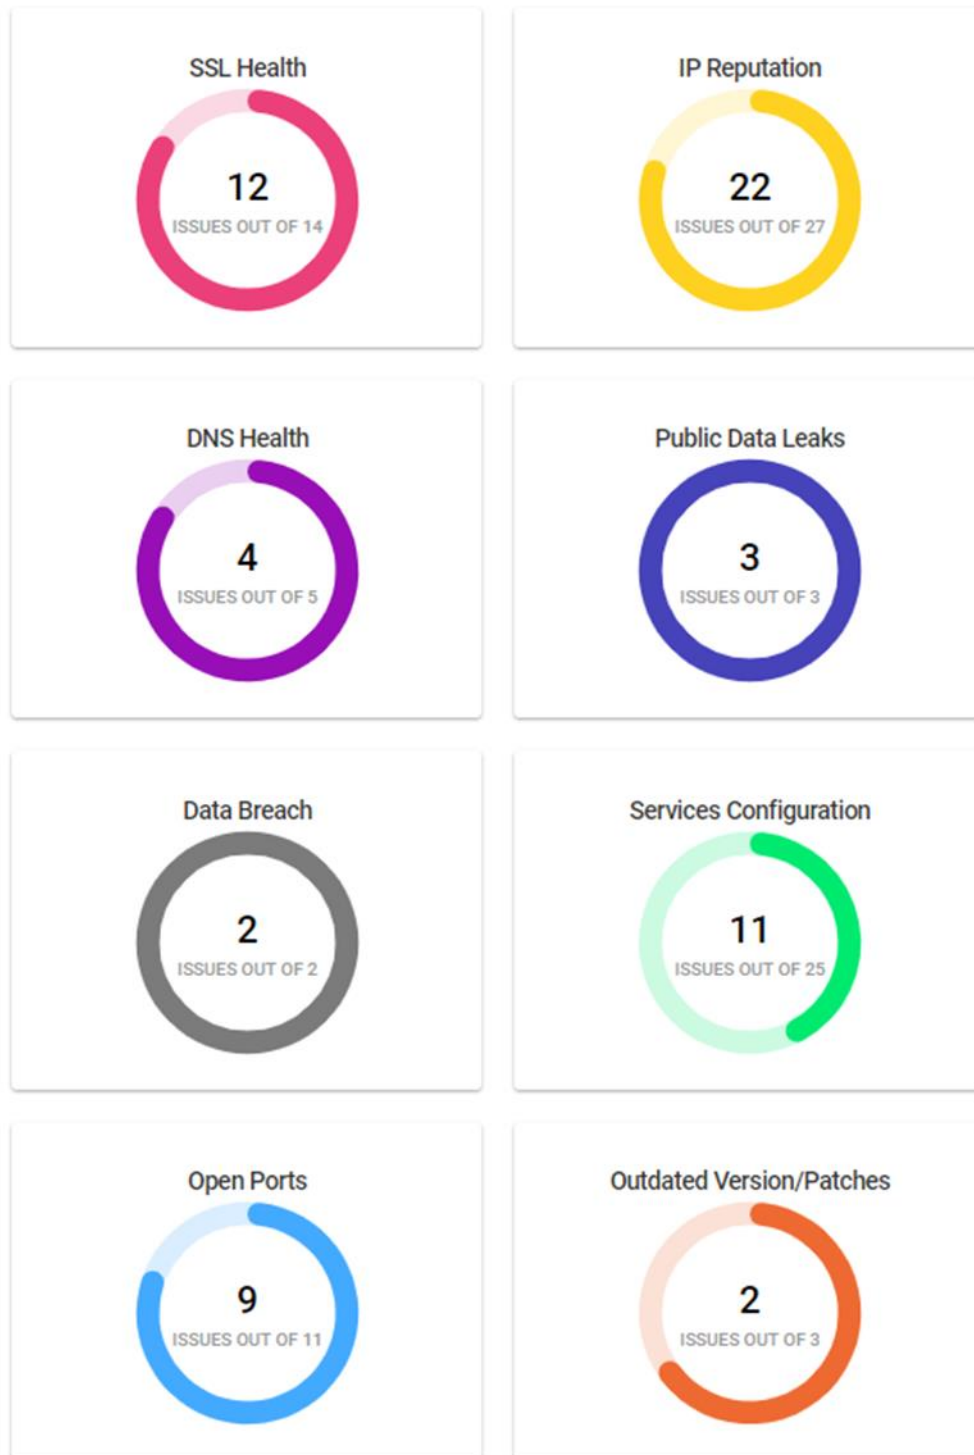 SSL Health
12
ISSUES OUT OF 14
IP Reputation
22
ISSUES OUT OF 27
DNS Health
4
ISSUES OUT OF 5
Public Data Leaks
3
ISSUES OUT OF 3
Data Breach
2
ISSUES OUT OF 2
Services Configuration
11
ISSUES OUT OF 25
Open Ports
9
ISSUES OUT OF 11
Outdated Version/Patches
2
ISSUES OUT OF 3